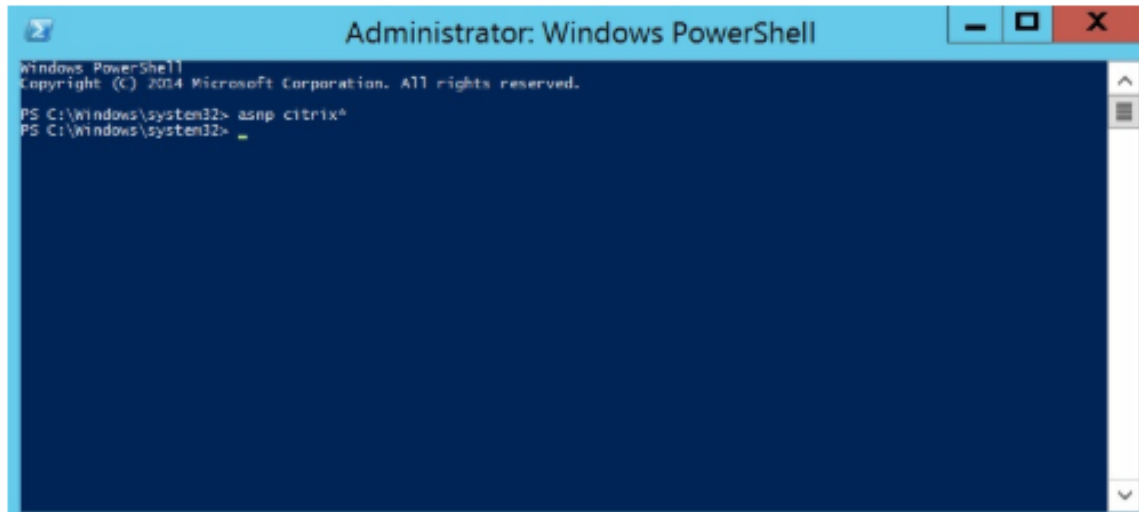 Administrator: Windows PowerShell
Windows PowerShell
Copyright (C) 2014 Microsoft Corporation. All rights reserved.
PS C:\Windows\system32> asnp citrix*
PS C:\Windows\system32> _